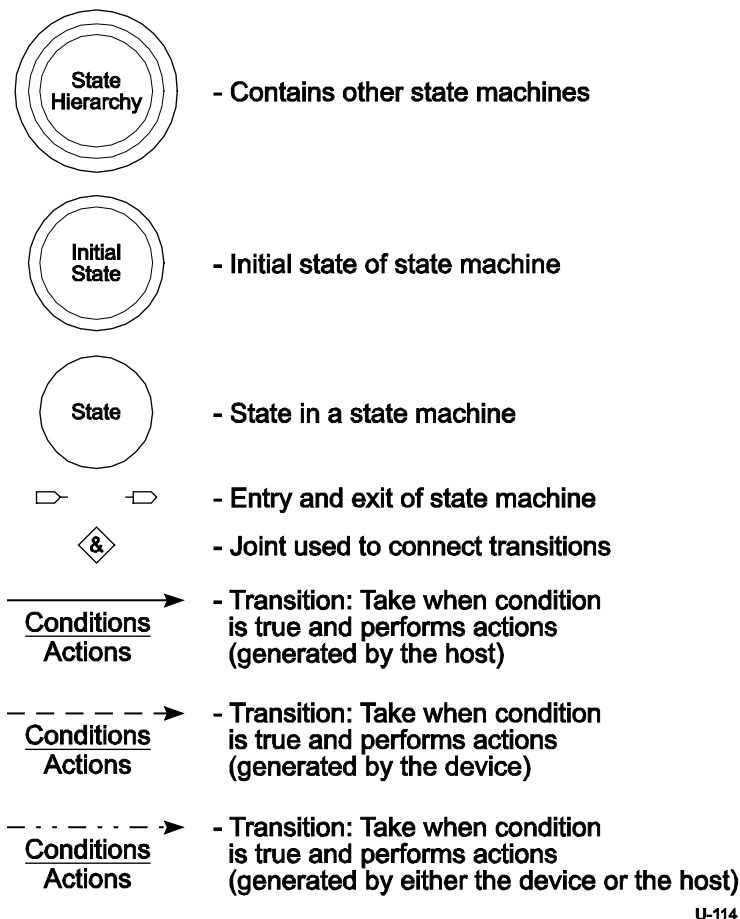 State
Hierarchy
- Contains other state machines
Initial
State
- Initial state of state machine
State
- State in a state machine
- Entry and exit of state machine
&
- Joint used to connect transitions
Conditions
Actions
- Transition: Take when condition
is true and performs actions
(generated by the host)
Conditions
Actions
- Transition: Take when condition
is true and performs actions
(generated by the device)
Conditions
Actions
- Transition: Take when condition
is true and performs actions
(generated by either the device or the host)
U-114